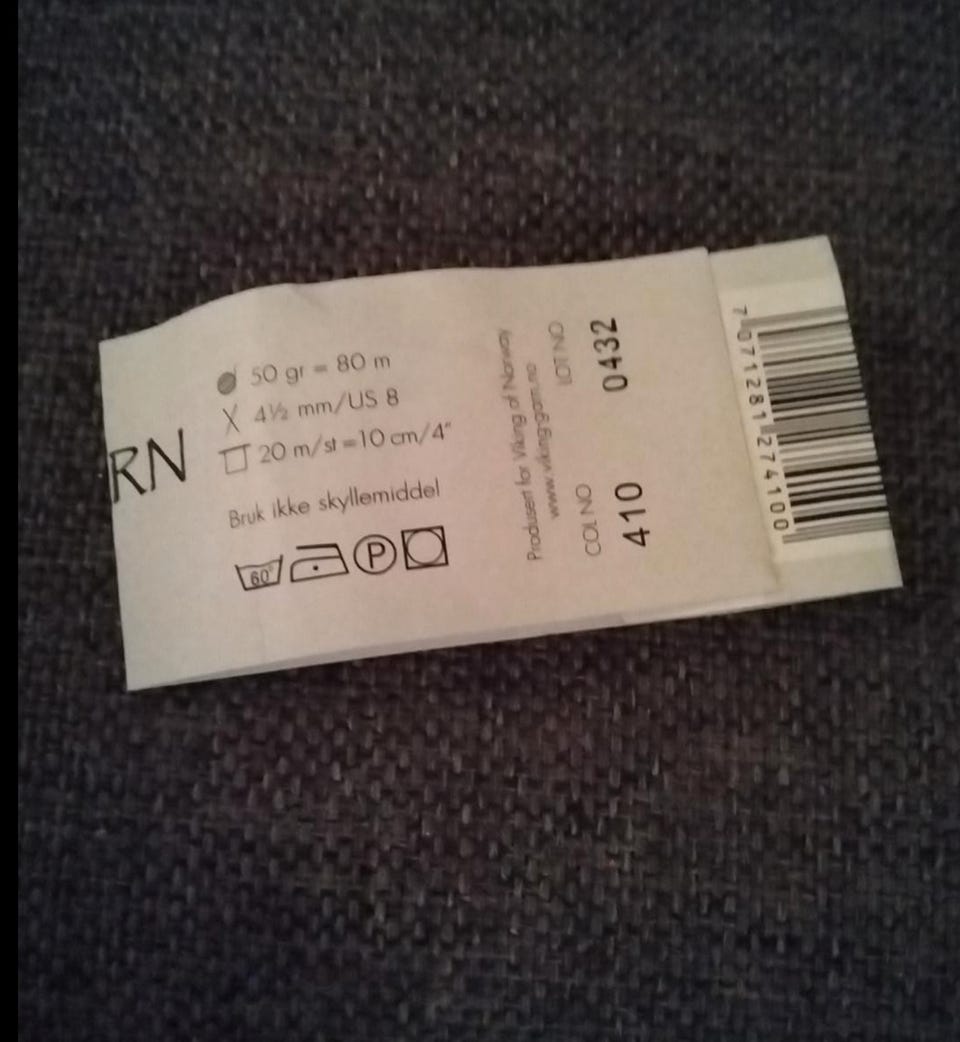 RN
50 gr = 80 m
4½ mm/US 8
20 m/st=10 cm/4"
Bruk ikke skyllemiddel
60°
P
Produsert for Viking of Norway
www.viking-garn.no
COL NO LOT NO
410 0432
7 071281 274100